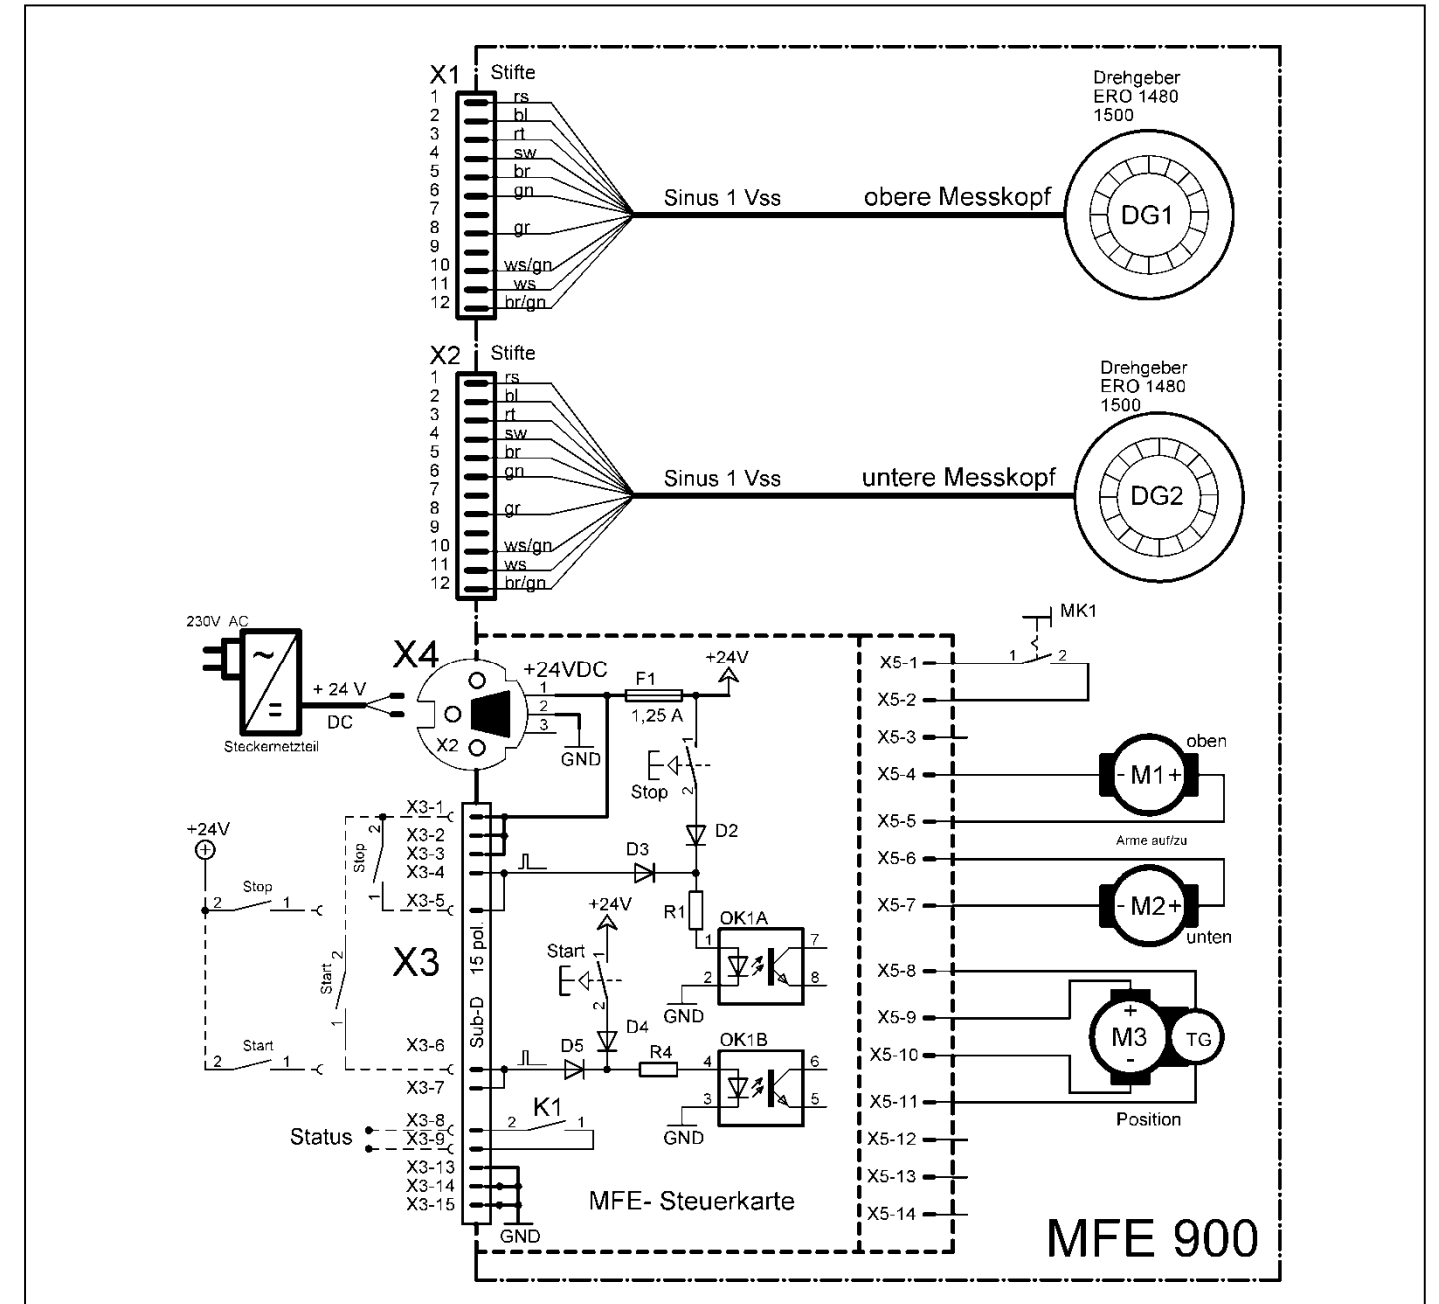 X1 Stifte
1 rs
2 bl
3 rt
4 sw
5 br
6 gn
7
8 gr
9
10 ws/gn
11 ws
12 br/gn
Sinus 1 Vss
obere Messkopf
Drehgeber
ERO 1480
1500
DG1
X2 Stifte
1 rs
2 bl
3 rt
4 sw
5 br
6 gn
7
8 gr
9
10 ws/gn
11 ws
12 br/gn
Sinus 1 Vss
untere Messkopf
Drehgeber
ERO 1480
1500
DG2
230V AC
~
=
+ 24 V
DC
Steckernetzteil
X4
X2
+24VDC
1
2
3
GND
F1
1,25 A
+24V
1
Stop
2
D2
D3
R1
OK1A
1
2
7
8
GND
+24V
Start
1
2
D4
D5
R4
OK1B
4
3
6
5
GND
K1
2 1
+24V
2 Stop 1
2 Start 1
2
Stop
1
2
Start
1
X3
Sub-D 15 pol.
X3-1
X3-2
X3-3
X3-4
X3-5
X3-6
X3-7
X3-8
X3-9
X3-13
X3-14
X3-15
Status
GND
MFE- Steuerkarte
X5-1
X5-2
X5-3
X5-4
X5-5
X5-6
X5-7
X5-8
X5-9
X5-10
X5-11
X5-12
X5-13
X5-14
MK1
1 2
oben
- M1 +
Arme auf/zu
- M2 +
unten
+
M3
-
TG
Position
MFE 900